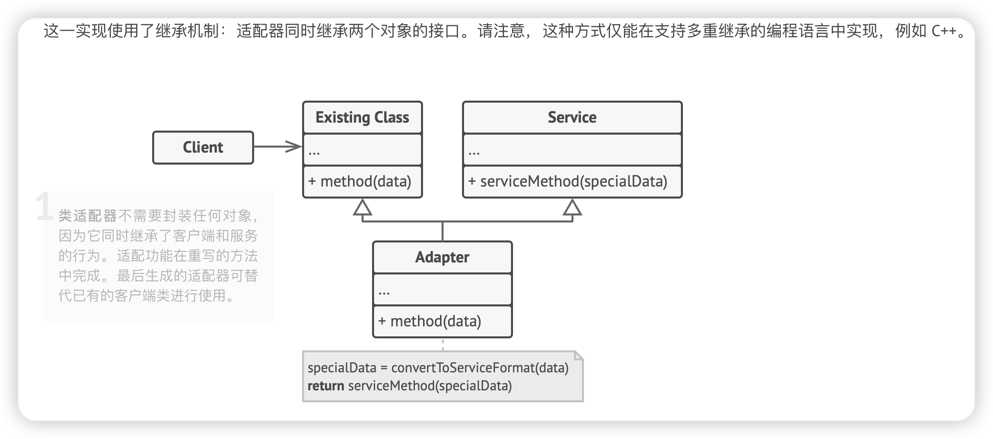 这一实现使用了继承机制：适配器同时继承两个对象的接口。请注意，这种方式仅能在支持多重继承的编程语言中实现，例如 C++。
Client
Existing Class
...
+ method(data)
Service
...
+ serviceMethod(specialData)
1
类适配器不需要封装任何对象，
因为它同时继承了客户端和服务
的行为。适配功能在重写的方法
中完成。最后生成的适配器可替
代已有的客户端类进行使用。
Adapter
...
+ method(data)
specialData = convertToServiceFormat(data)
return serviceMethod(specialData)